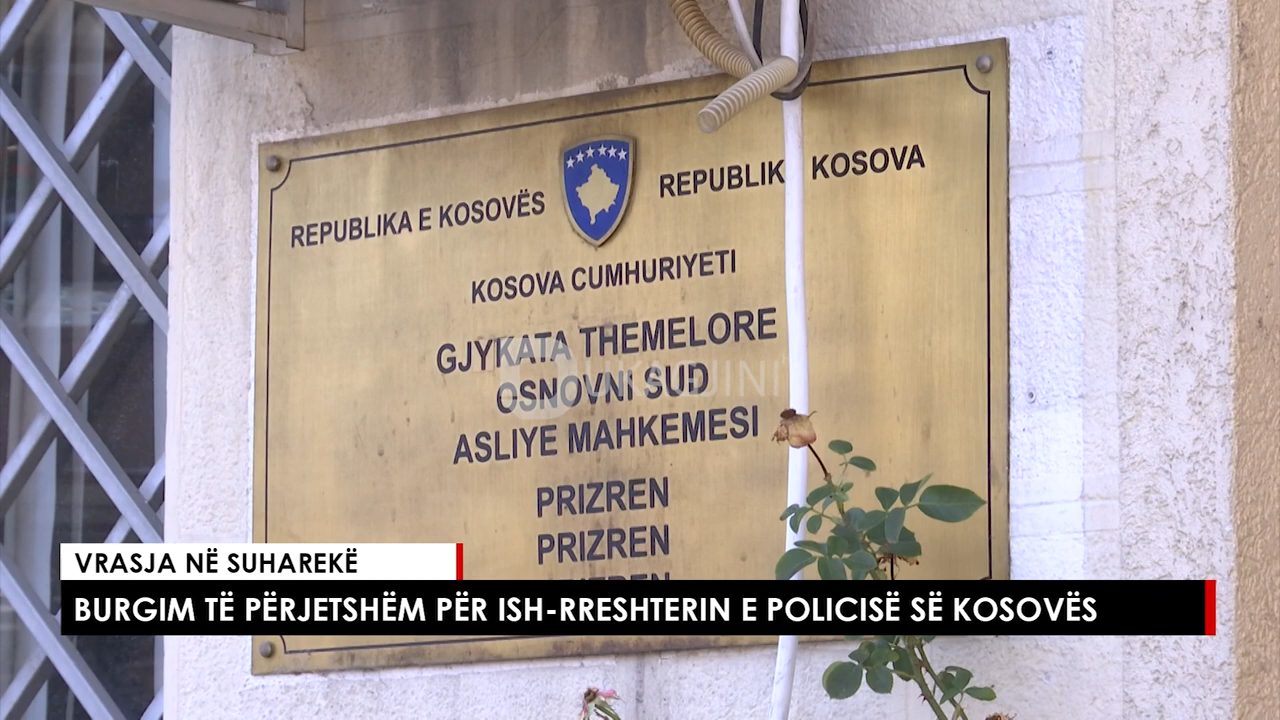 REPUBLIKA E KOSOVËS
REPUBLIK KOSOVA
KOSOVA CUMHURIYETI
GJYKATA THEMELORE
OSNOVNI SUD
ASLIYE MAHKEMESI
PRIZREN
PRIZREN
VRASJA NË SUHAREKË
BURGIM TË PËRJETSHËM PËR ISH-RRESHTERIN E POLICISË SË KOSOVËS